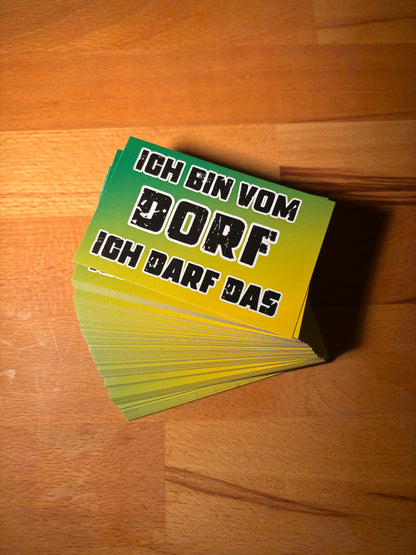 ICH BIN VOM
DORF
ICH DARF DAS